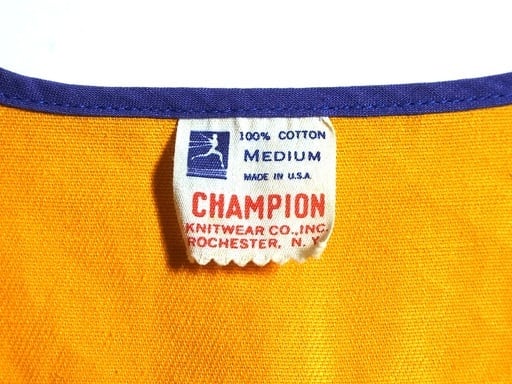 100% COTTON
MEDIUM
MADE IN U.S.A.
CHAMPION
KNITWEAR CO., INC.
ROCHESTER, N. Y.